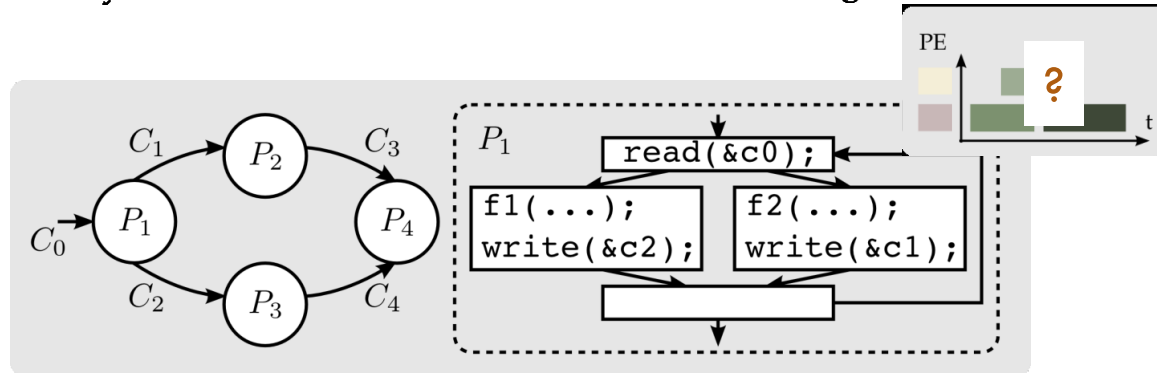 PE
t
?
C1
C3
P2
P1
P4
C0
C2
C4
P3
P1
read(&c0);
f1(...);
write(&c2);
f2(...);
write(&c1);